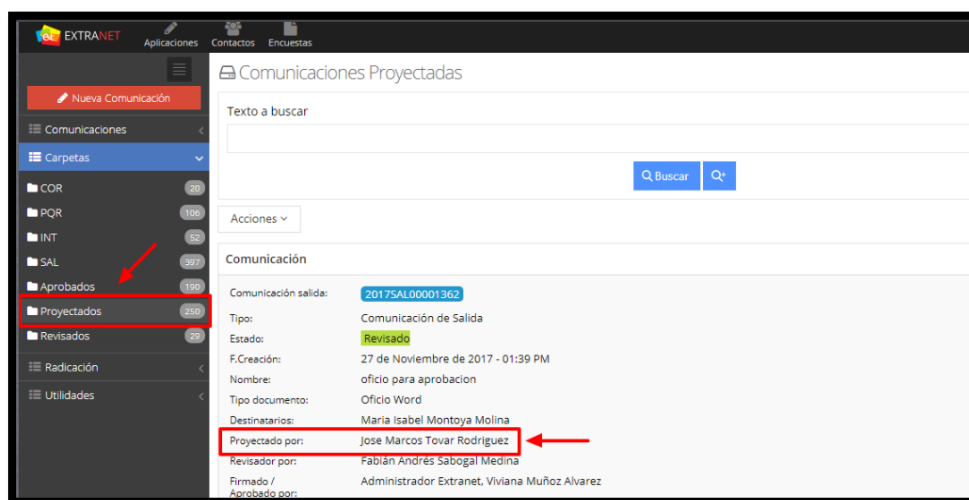 EXTRANET
Aplicaciones Contactos Encuestas
Nueva Comunicación
Comunicaciones
Carpetas
COR 20
PQR 106
INT 52
SAL 397
Aprobados 190
Proyectados 250
Revisados 29
Radicación
Utilidades
Comunicaciones Proyectadas
Texto a buscar
Buscar
Acciones
Comunicación
Comunicación salida: 2017SAL00001362
Tipo: Comunicación de Salida
Estado: Revisado
F.Creación: 27 de Noviembre de 2017 - 01:39 PM
Nombre: oficio para aprobacion
Tipo documento: Oficio Word
Destinatarios: Maria Isabel Montoya Molina
Proyectado por: Jose Marcos Tovar Rodriguez
Revisador por: Fabián Andrés Sabogal Medina
Firmado / Administrador Extranet, Viviana Muñoz Alvarez
Aprobado por: